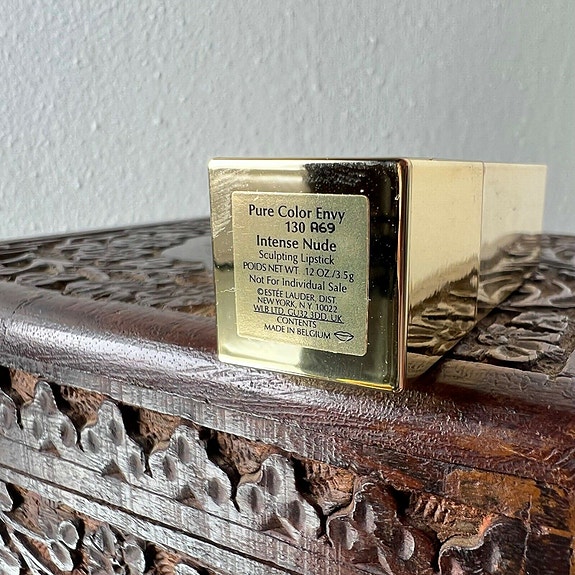 Pure Color Envy
130 A69
Intense Nude
Sculpting Lipstick
POIDS NET WT .12 OZ./3.5g
Not For Individual Sale
©ESTÉE LAUDER, DIST.
NEW YORK, N.Y. 10022
WLB LTD, GU32 3DD, UK
CONTENTS
MADE IN BELGIUM